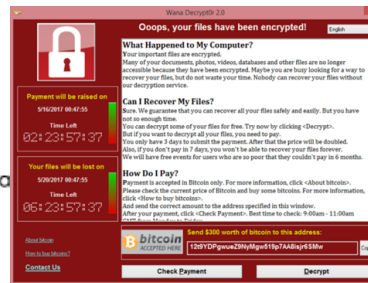 Wana Decrypt0r 2.0
Ooops, your files have been encrypted!
English
What Happened to My Computer?
Your important files are encrypted.
Many of your documents, photos, videos, databases and other files are no longer
accessible because they have been encrypted. Maybe you are busy looking for a way to
recover your files, but do not waste your time. Nobody can recover your files without
our decryption service.
Payment will be raised on
5/16/2017 00:47:55
Time Left
02:23:57:37
Can I Recover My Files?
Sure. We guarantee that you can recover all your files safely and easily. But you have
not so enough time.
You can decrypt some of your files for free. Try now by clicking <Decrypt>.
But if you want to decrypt all your files, you need to pay.
You only have 3 days to submit the payment. After that the price will be doubled.
Also, if you don't pay in 7 days, you won't be able to recover your files forever.
We will have free events for users who are so poor that they couldn't pay in 6 months.
Your files will be lost on
5/20/2017 00:47:55
Time Left
06:23:57:37
a
How Do I Pay?
Payment is accepted in Bitcoin only. For more information, click <About bitcoin>.
Please check the current price of Bitcoin and buy some bitcoins. For more information,
click <How to buy bitcoins>.
And send the correct amount to the address specified in this window.
After your payment, click <Check Payment>. Best time to check: 9:00am - 11:00am
About bitcoin
How to buy bitcoins?
Contact Us
bitcoin
ACCEPTED HERE
Send $300 worth of bitcoin to this address:
Check Payment
Decrypt